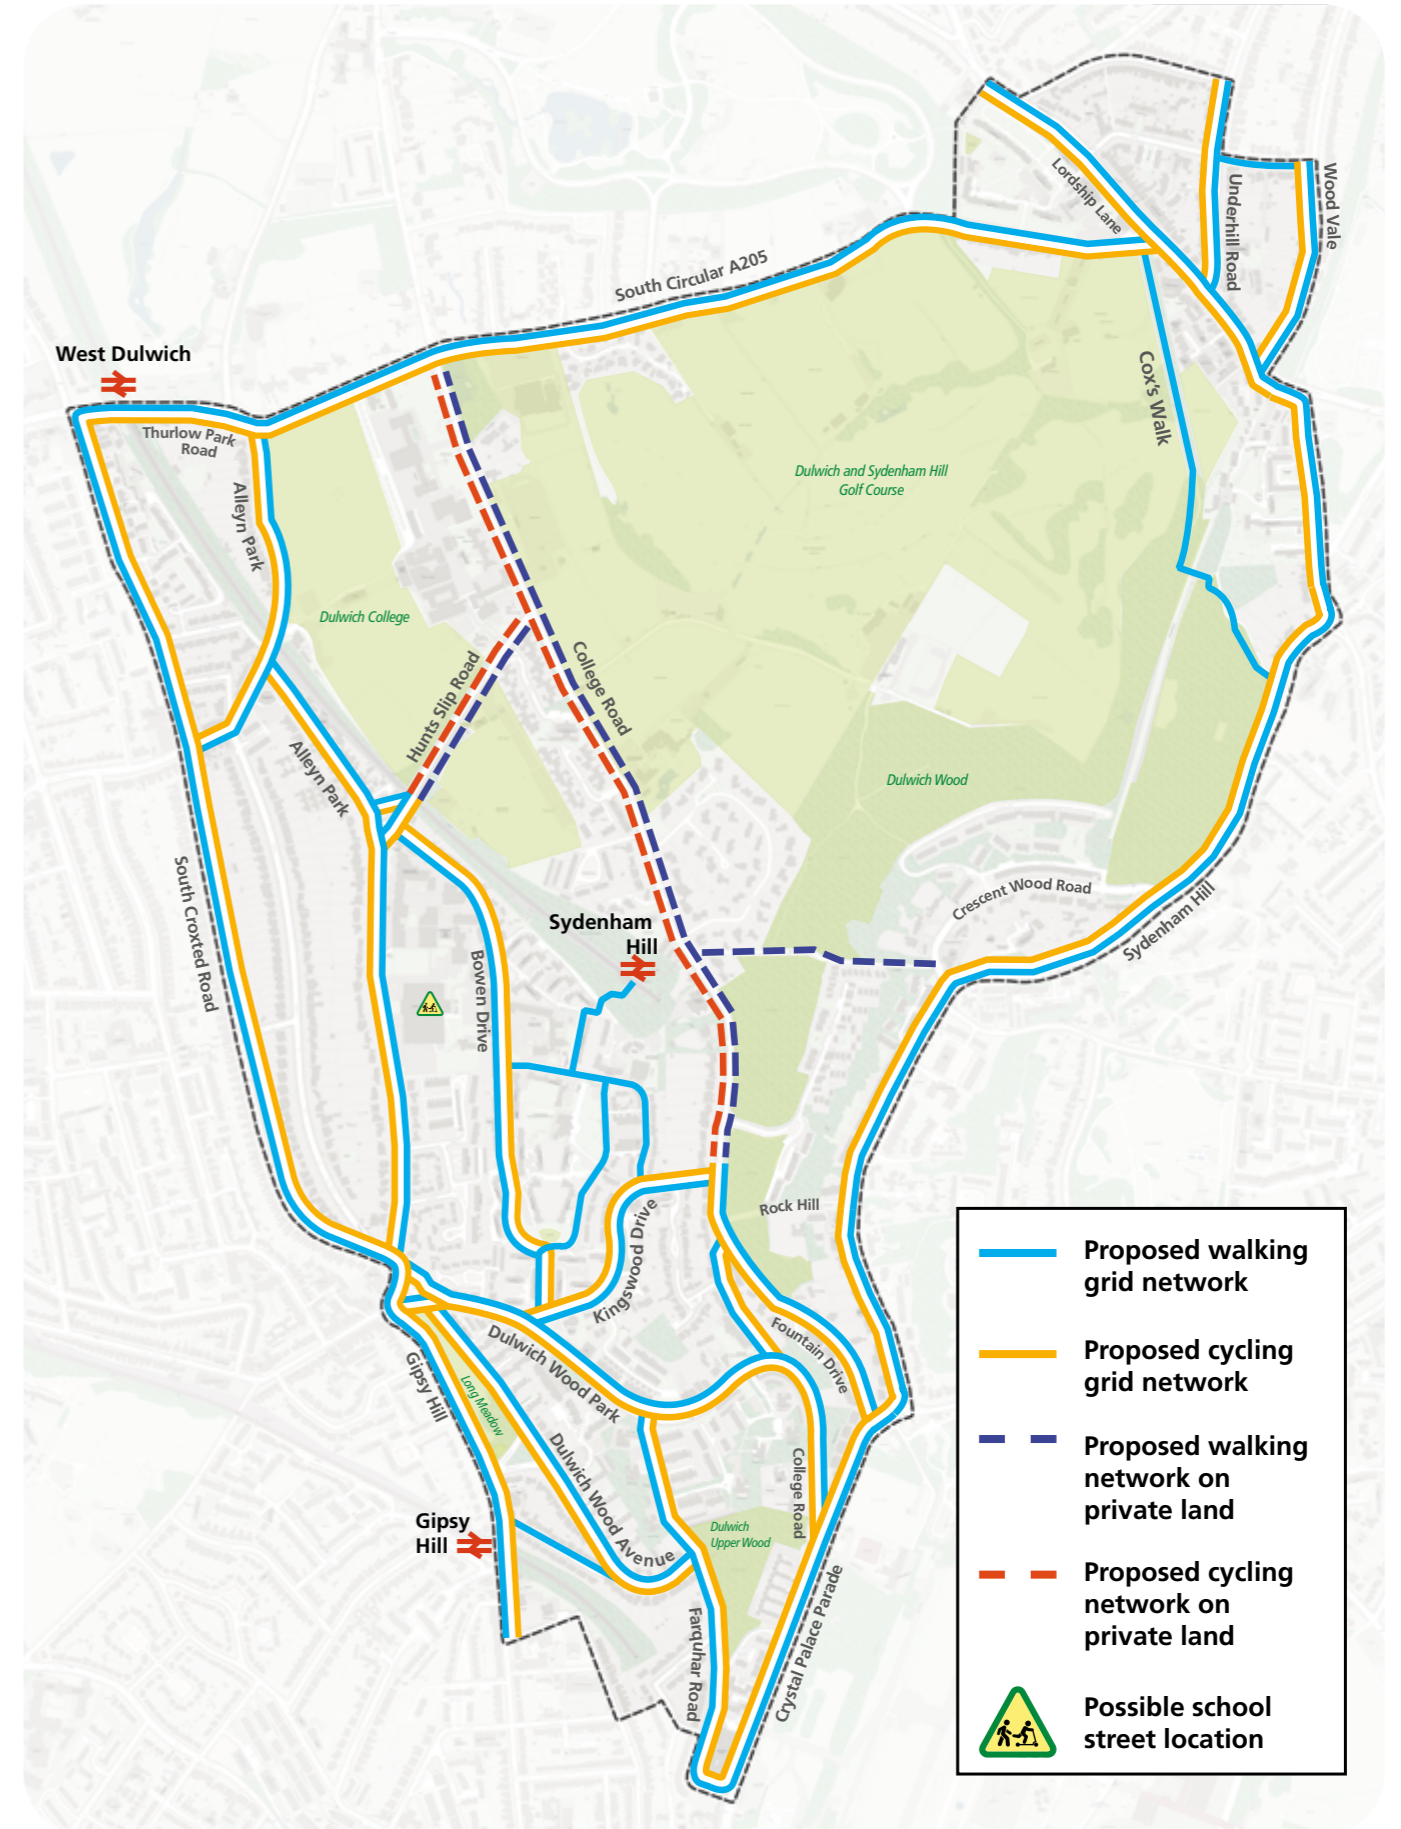 Lordship Lane
Underhill Road
Wood Vale
South Circular A205
West Dulwich
Thurlow Park
Road
Alleyn Park
Cox's Walk
Dulwich and Sydenham Hill
Golf Course
Dulwich College
Hunts Slip Road
College Road
Alleyn Park
Dulwich Wood
South Croxted Road
Crescent Wood Road
Sydenham Hill
Sydenham
Hill
Bowen Drive
Rock Hill
Kingswood Drive
Fountain Drive
Dulwich Wood Park
Gipsy Hill
Long Meadow
Dulwich Wood Avenue
College Road
Gipsy
Hill
Dulwich
Upper Wood
Farquhar Road
Crystal Palace Parade
Proposed walking
grid network
Proposed cycling
grid network
Proposed walking
network on
private land
Proposed cycling
network on
private land
Possible school
street location